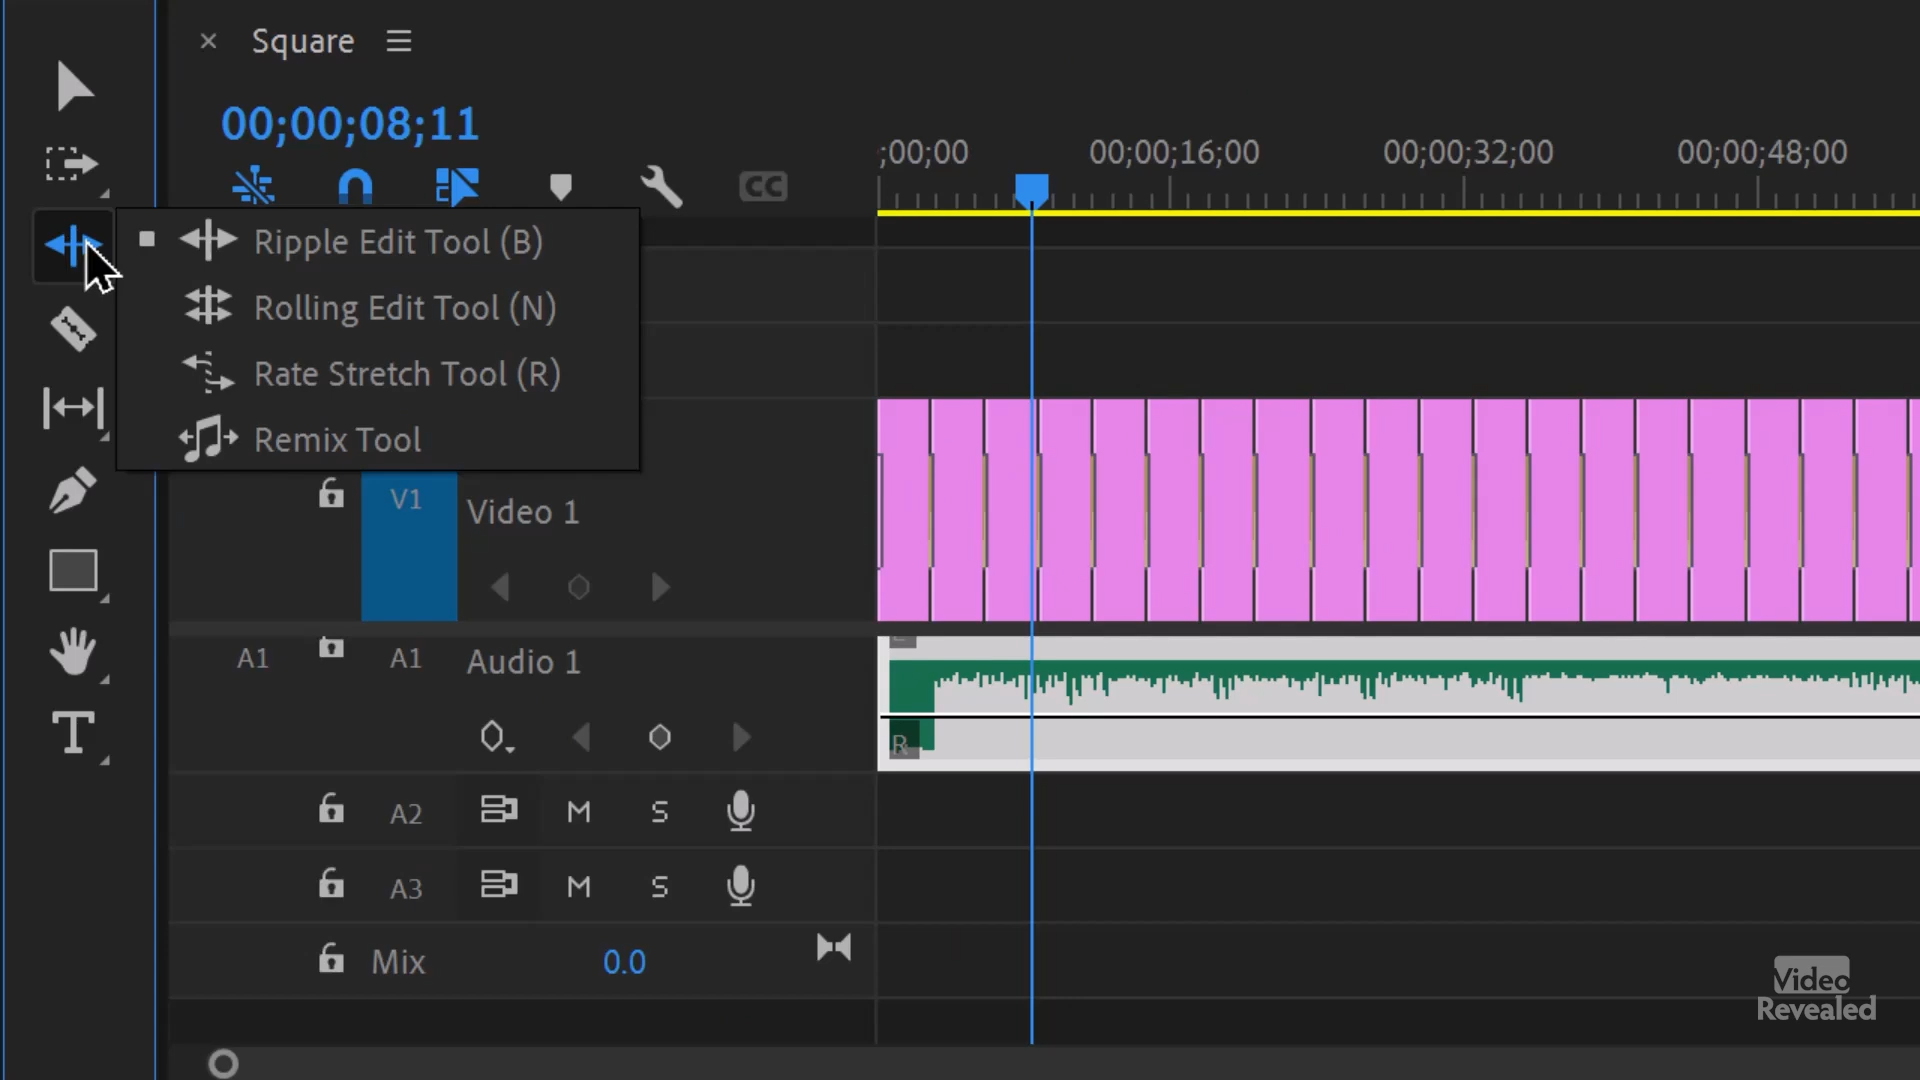 Square
00;00;08;11
CC
;00;00
00;00;16;00
00;00;32;00
00;00;48;00
Ripple Edit Tool (B)
Rolling Edit Tool (N)
Rate Stretch Tool (R)
Remix Tool
V1
Video 1
A1
A1
Audio 1
R
T
A2
M
S
A3
M
S
Mix
0.0
Video
Revealed